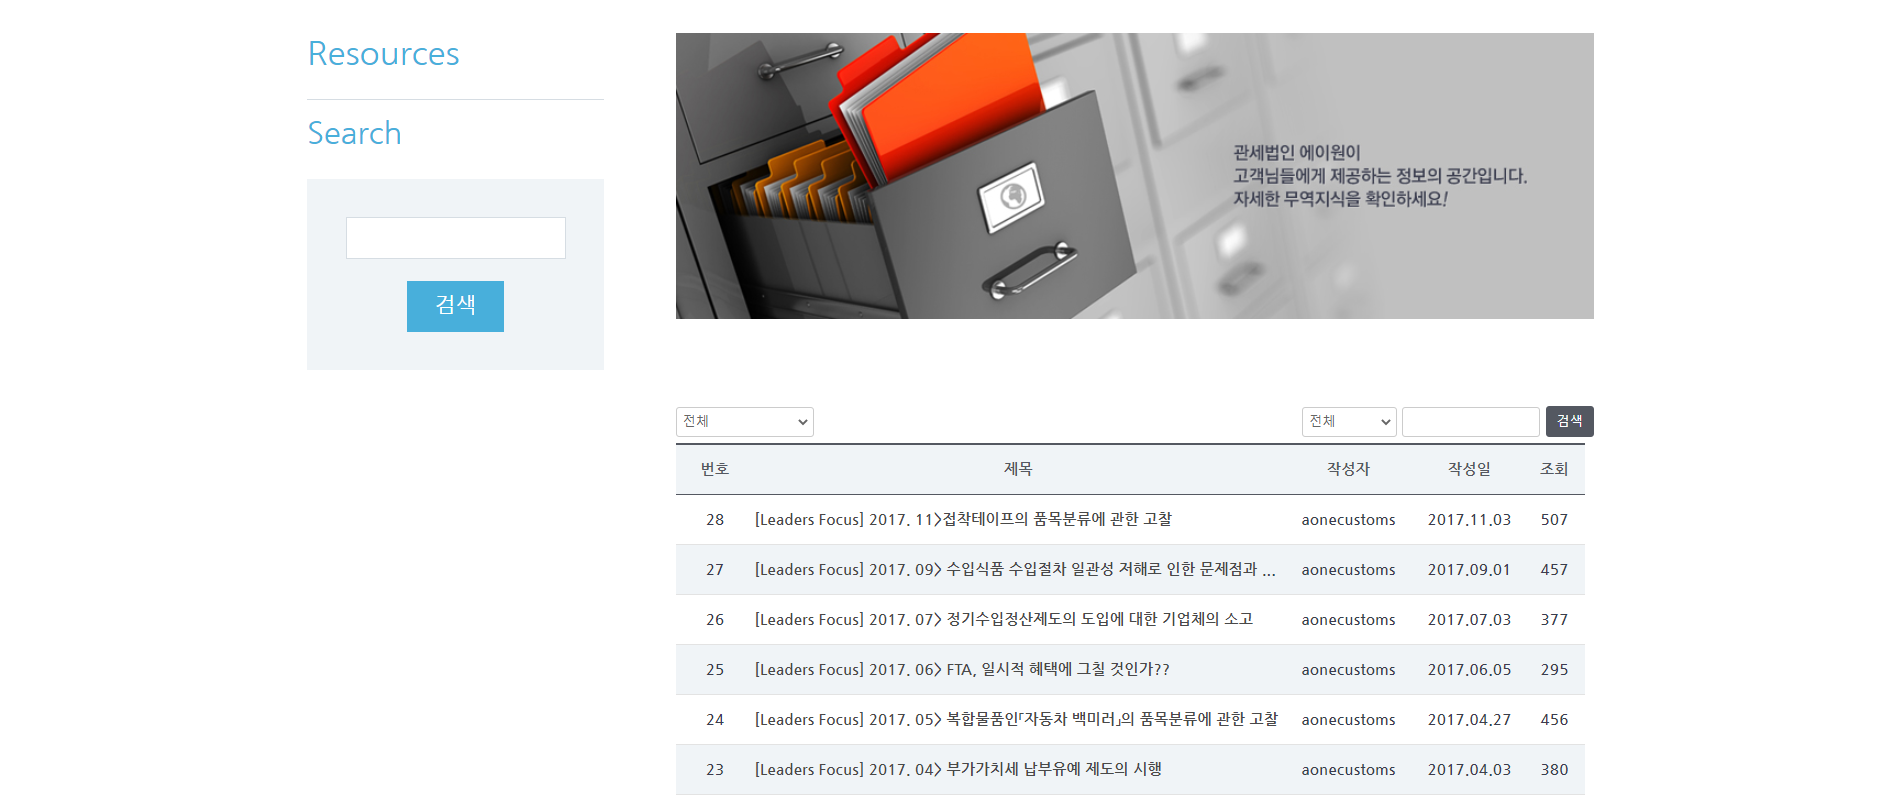 Resources
Search
검색
관세법인 에이원이
고객님들에게 제공하는 정보의 공간입니다.
자세한 무역지식을 확인하세요!
전체 전체 검색
번호 제목 작성자 작성일 조회
28 [Leaders Focus] 2017. 11>접착테이프의 품목분류에 관한 고찰 aonecustoms 2017.11.03 507
27 [Leaders Focus] 2017. 09> 수입식품 수입절차 일관성 저해로 인한 문제점과 ... aonecustoms 2017.09.01 457
26 [Leaders Focus] 2017. 07> 정기수입정산제도의 도입에 대한 기업체의 소고 aonecustoms 2017.07.03 377
25 [Leaders Focus] 2017. 06> FTA, 일시적 혜택에 그칠 것인가?? aonecustoms 2017.06.05 295
24 [Leaders Focus] 2017. 05> 복합물품인「자동차 백미러」의 품목분류에 관한 고찰 aonecustoms 2017.04.27 456
23 [Leaders Focus] 2017. 04> 부가가치세 납부유예 제도의 시행 aonecustoms 2017.04.03 380